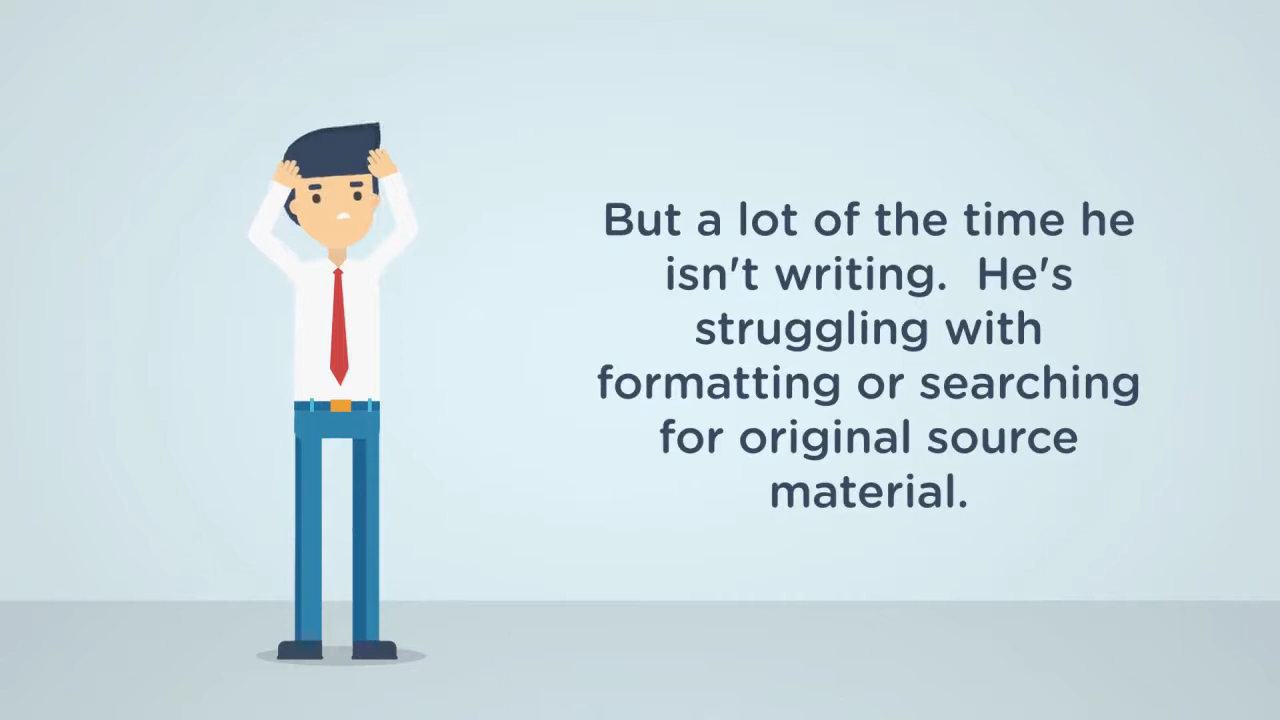 But a lot of the time he
isn't writing.  He's
struggling with
formatting or searching
for original source
material.